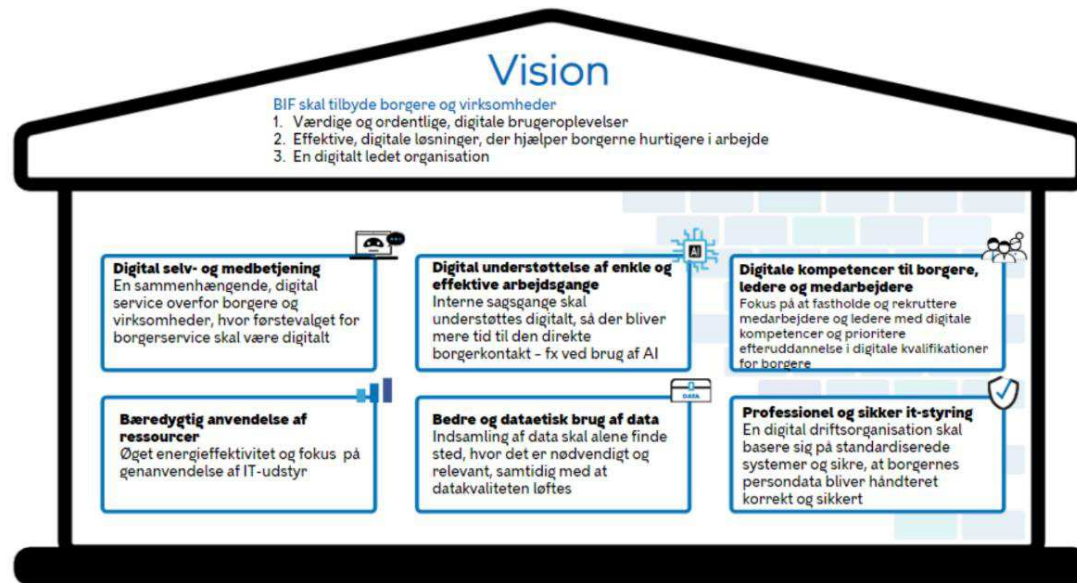 Vision
BIF skal tilbyde borgere og virksomheder
1. Værdige og ordentlige, digitale brugeroplevelser
2. Effektive, digitale løsninger, der hjælper borgerne hurtigere i arbejde
3. En digitalt ledet organisation
Digital selv- og medbetjening
En sammenhængende, digital
service overfor borgere og
virksomheder, hvor førstevalget for
borgerservice skal være digitalt
AI
Digital understøttelse af enkle og
effektive arbejdsgange
Interne sagsgange skal
understøttes digitalt, så der bliver
mere tid til den direkte
borgerkontakt – fx ved brug af AI
Digitale kompetencer til borgere,
ledere og medarbejdere
Fokus på at fastholde og rekruttere
medarbejdere og ledere med digitale
kompetencer og prioritere
efteruddannelse i digitale kvalifikationer
for borgere
Bæredygtig anvendelse af
ressourcer
Øget energieffektivitet og fokus på
genanvendelse af IT-udstyr
DATA
Bedre og dataetisk brug af data
Indsamling af data skal alene finde
sted, hvor det er nødvendigt og
relevant, samtidig med at
datakvaliteten løftes
Professionel og sikker it-styring
En digital driftsorganisation skal
basere sig på standardiserede
systemer og sikre, at borgernes
persondata bliver håndteret
korrekt og sikkert